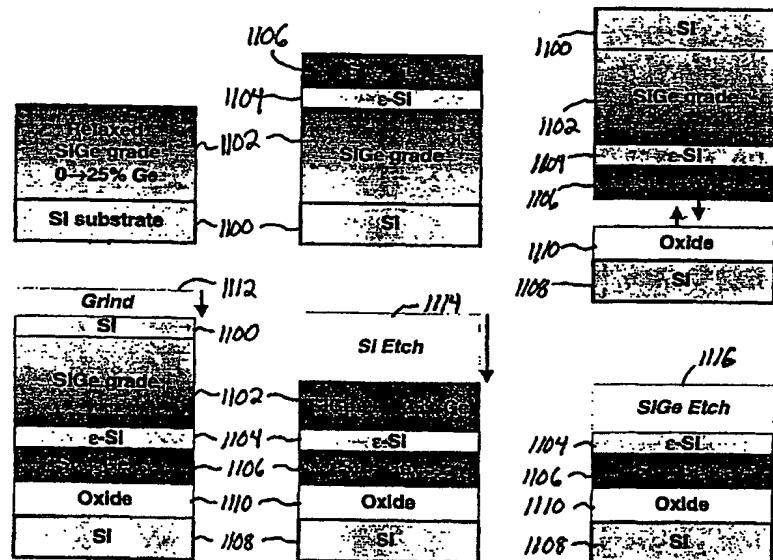 1106
1104
ε-Si
Relaxed
SiGe grade
0→25% Ge
1102
SiGe grade
Si substrate
1100
Si
1100
Si
1102
SiGe grade
1109
ε-Si
1106
1110
Oxide
1108
Si
1112
Grind
Si
1100
SiGe grade
1102
ε-Si
1104
1106
Oxide
1110
Si
1108
1114
Si Etch
ε-Si
Oxide
Si
1116
SiGe Etch
1104
ε-Si
1106
1110
Oxide
1108
Si